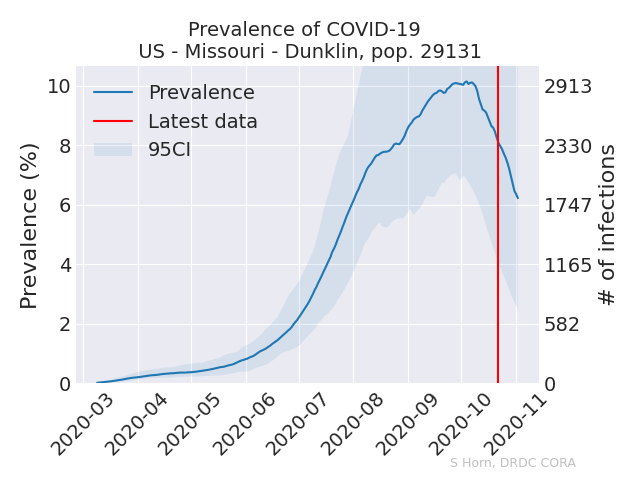 Prevalence of COVID-19
US - Missouri - Dunklin, pop. 29131
Prevalence
Latest data
95CI
Prevalence (%)
10
8
6
4
2
0
2913
2330
1747
1165
582
0
# of infections
2020-03
2020-04
2020-05
2020-06
2020-07
2020-08
2020-09
2020-10
2020-11
S Horn, DRDC CORA